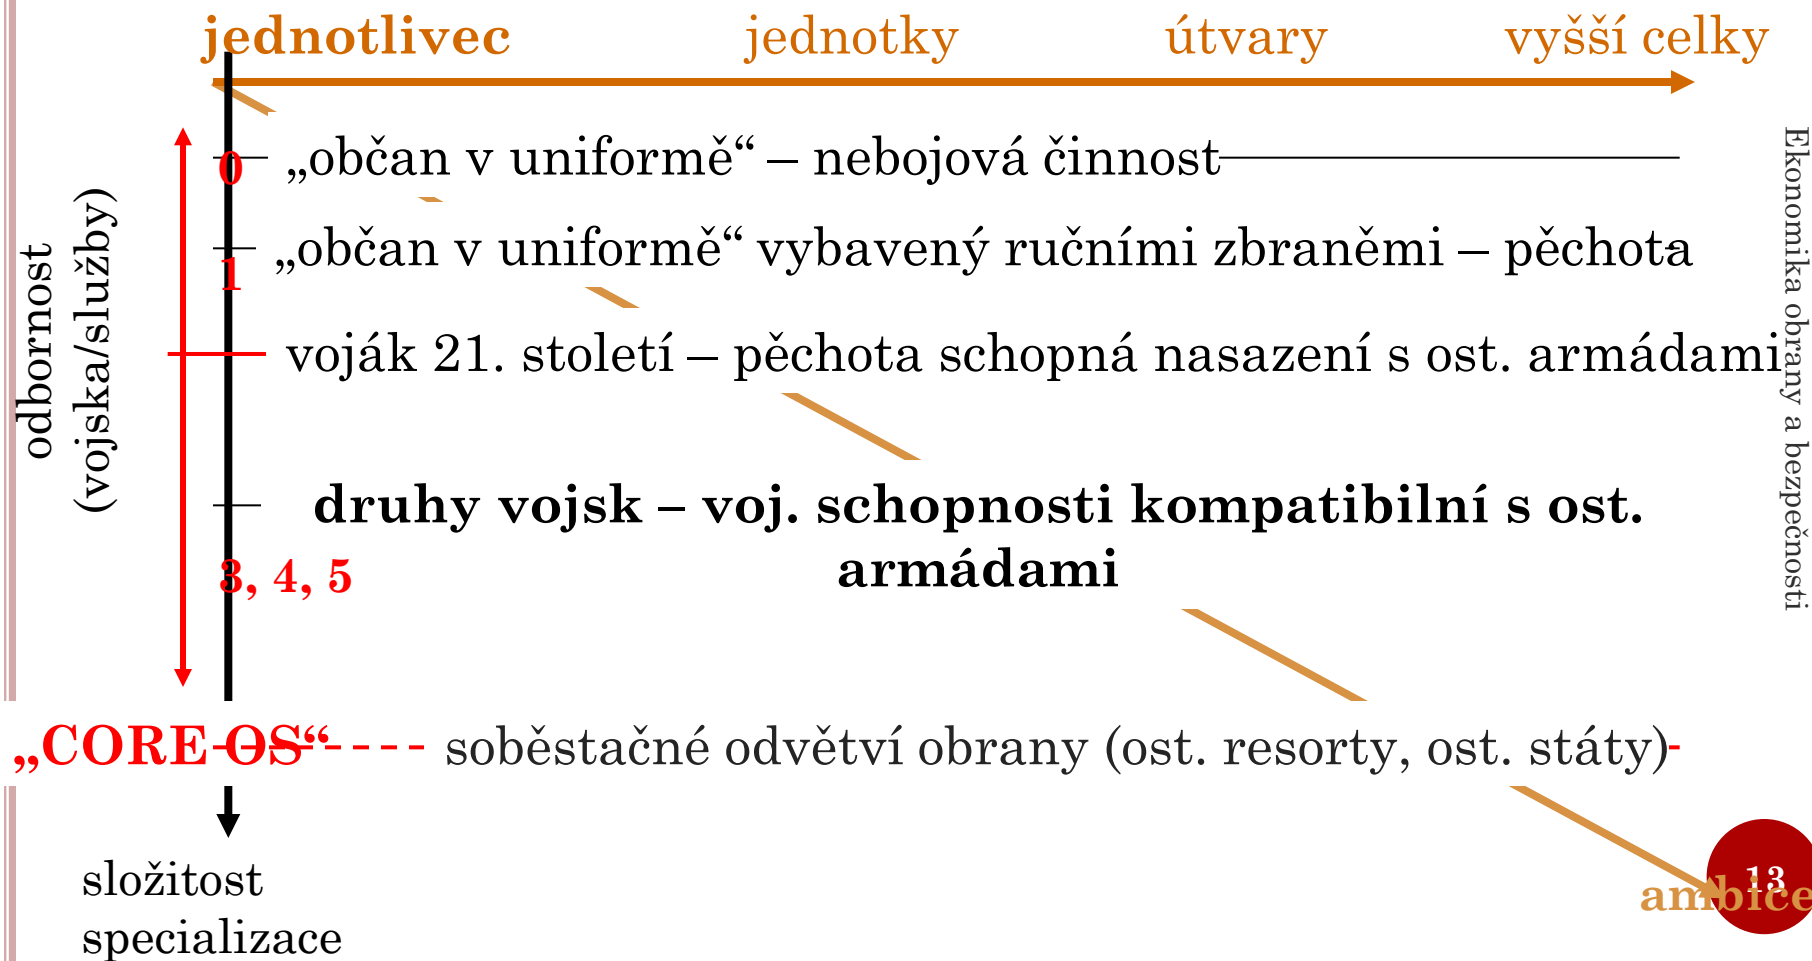 jednotlivec jednotky útvary vyšší celky
0 „občan v uniformě“ – nebojová činnost
1 „občan v uniformě“ vybavený ručními zbraněmi – pěchota
voják 21. století – pěchota schopná nasazení s ost. armádami
druhy vojsk – voj. schopnosti kompatibilní s ost.
armádami
3, 4, 5
odbornost
(vojska/služby)
„CORE OS“ soběstačné odvětví obrany (ost. resorty, ost. státy)
složitost
specializace
ambice
13
Ekonomika obrany a bezpečnosti